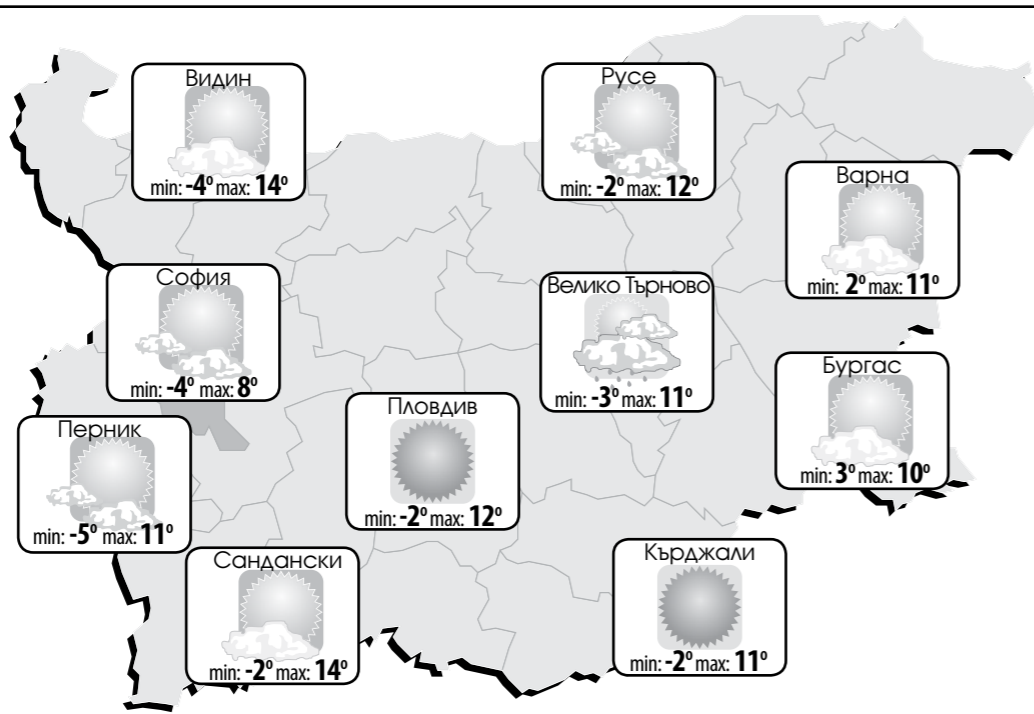 Видин
min: -4° max: 14°
Русе
min: -2° max: 12°
Варна
min: 2° max: 11°
София
min: -4° max: 8°
Велико Търново
min: -3° max: 11°
Бургас
min: 3° max: 10°
Пловдив
min: -2° max: 12°
Перник
min: -5° max: 11°
Сандански
min: -2° max: 14°
Кърджали
min: -2° max: 11°